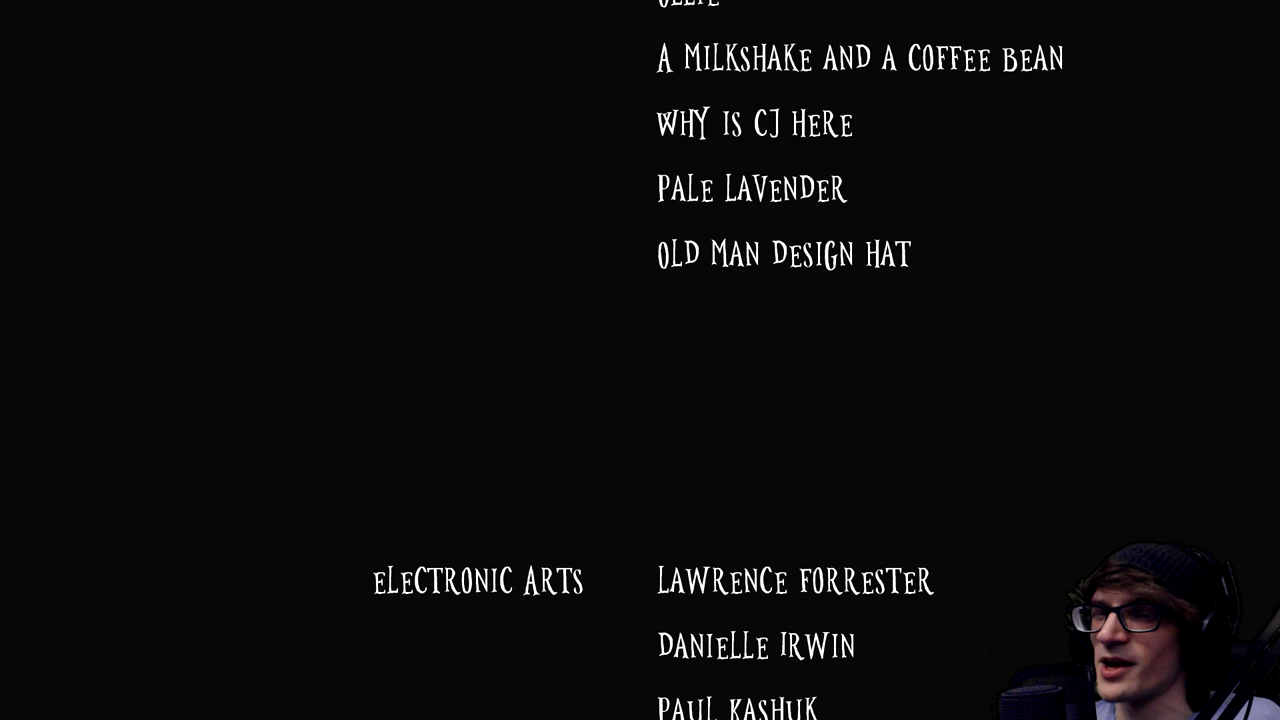 A MILKSHAKE AND A COFFEE BEAN
WHY IS CJ HERE
PALE LAVENDER
OLD MAN DESIGN HAT
ELECTRONIC ARTS LAWRENCE FORRESTER
DANIELLE IRWIN
PAUL KASHUK